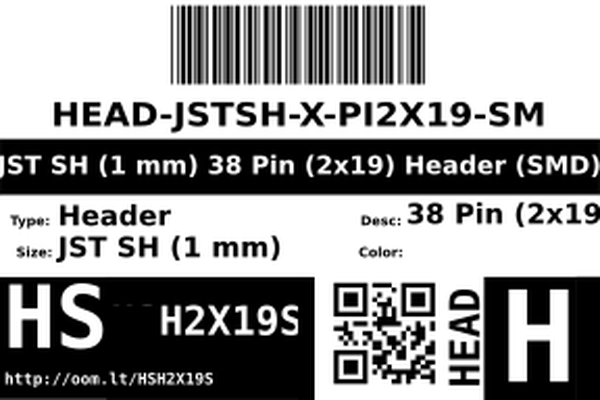 HEAD-JSTSH-X-PI2X19-SM
JST SH (1 mm) 38 Pin (2x19) Header (SMD)
Type: Header
Desc: 38 Pin (2x19
Size: JST SH (1 mm)
Color:
HS H2X19S
HEAD
H
http://oom.lt/HSH2X19S